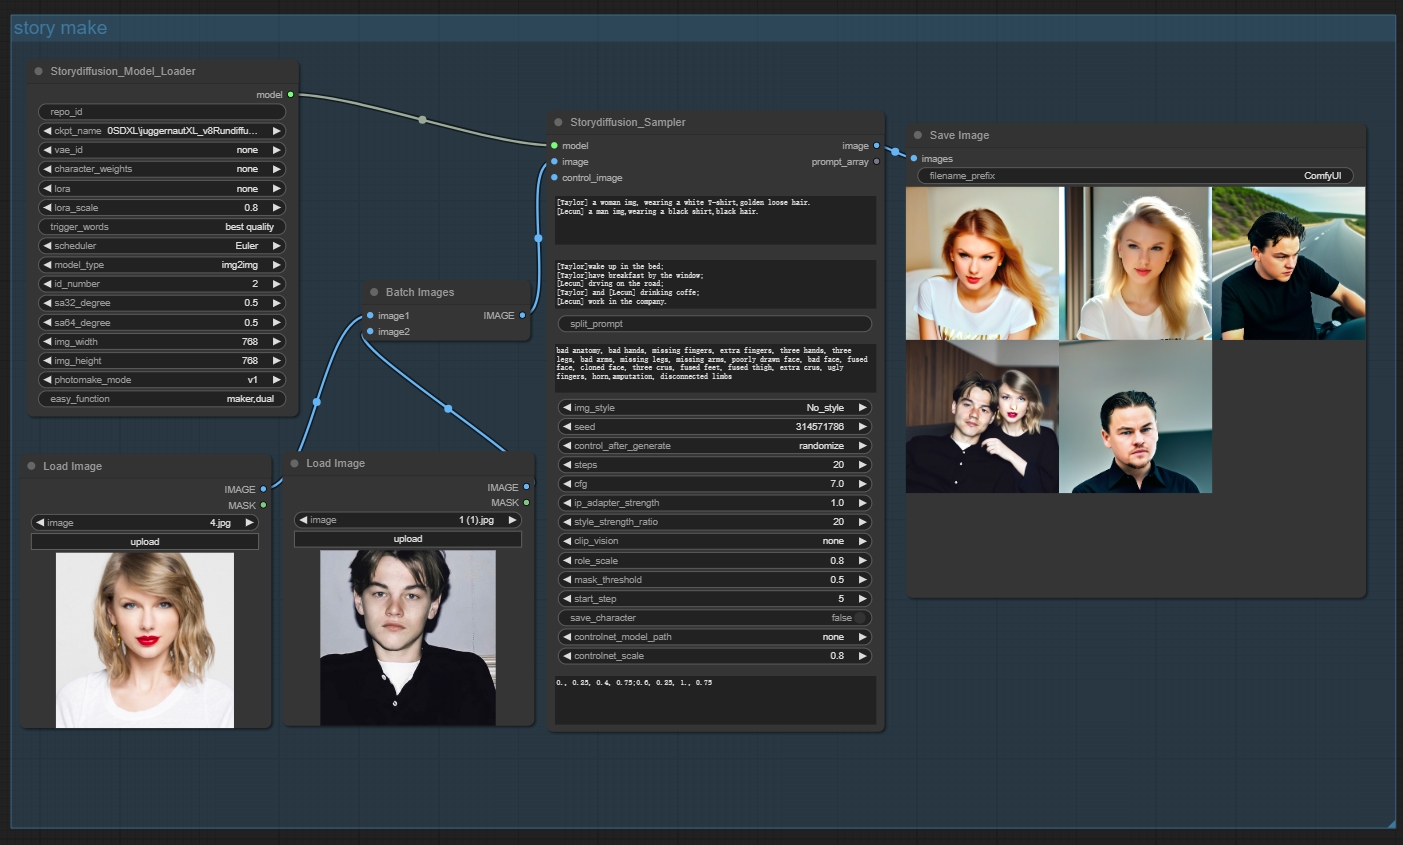 story make
Storydiffusion_Model_Loader
model
repo_id
ckpt_name 0SDXL\juggernautXL_v8Rundiffu...
vae_id none
character_weights none
lora none
lora_scale 0.8
trigger_words best quality
scheduler Euler
model_type img2img
id_number 2
sa32_degree 0.5
sa64_degree 0.5
img_width 768
img_height 768
photomake_mode v1
easy_function maker,dual
Load Image
IMAGE
MASK
image 4.jpg
upload
Load Image
IMAGE
MASK
image 1 (1).jpg
upload
Batch Images
image1 IMAGE
image2
Storydiffusion_Sampler
model image
image prompt_array
control_image
[Taylor] a woman img, wearing a white T-shirt,golden loose hair.
[Lecun] a man img,wearing a black shirt,black hair.
[Taylor]wake up in the bed;
[Taylor]have breakfast by the window;
[Lecun] drving on the road;
[Taylor] and [Lecun] drinking coffe;
[Lecun] work in the company.
split_prompt
bad anatomy, bad hands, missing fingers, extra fingers, three hands, three
legs, bad arms, missing legs, missing arms, poorly drawn face, bad face, fused
face, cloned face, three crus, fused feet, fused thigh, extra crus, ugly
fingers, horn,amputation, disconnected limbs
img_style No_style
seed 314571786
control_after_generate randomize
steps 20
cfg 7.0
ip_adapter_strength 1.0
style_strength_ratio 20
clip_vision none
role_scale 0.8
mask_threshold 0.5
start_step 5
save_character false
controlnet_model_path none
controlnet_scale 0.8
0., 0.25, 0.4, 0.75;0.6, 0.25, 1., 0.75
Save Image
images
filename_prefix ComfyUI